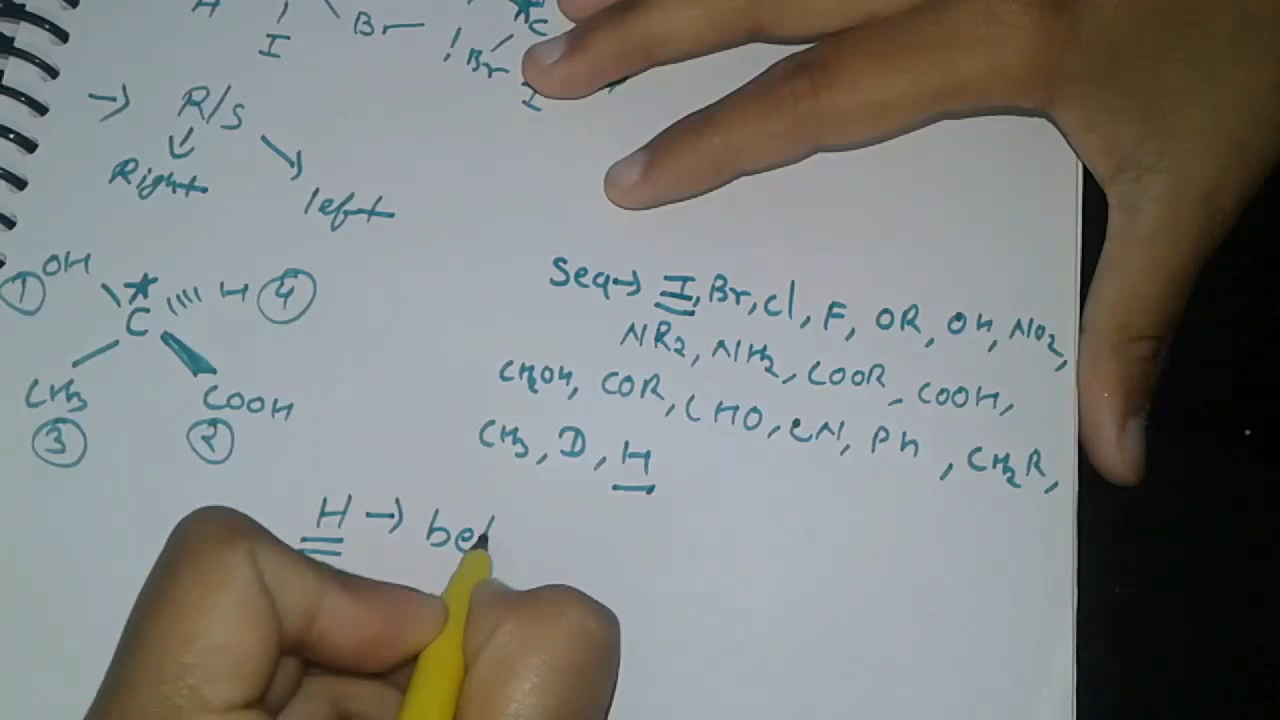 H
I
Br
! Br
*C
I
→ R/S
Right
left
① OH
*
C
H ④
CH3
③
COOH
②
Seq→ I, Br, Cl, F, OR, OH, NO2,
NR2, NH2, COOR, COOH,
CH2OH, COR, CHO, CN, Ph, CH2R,
CH3, D, H
H → bel